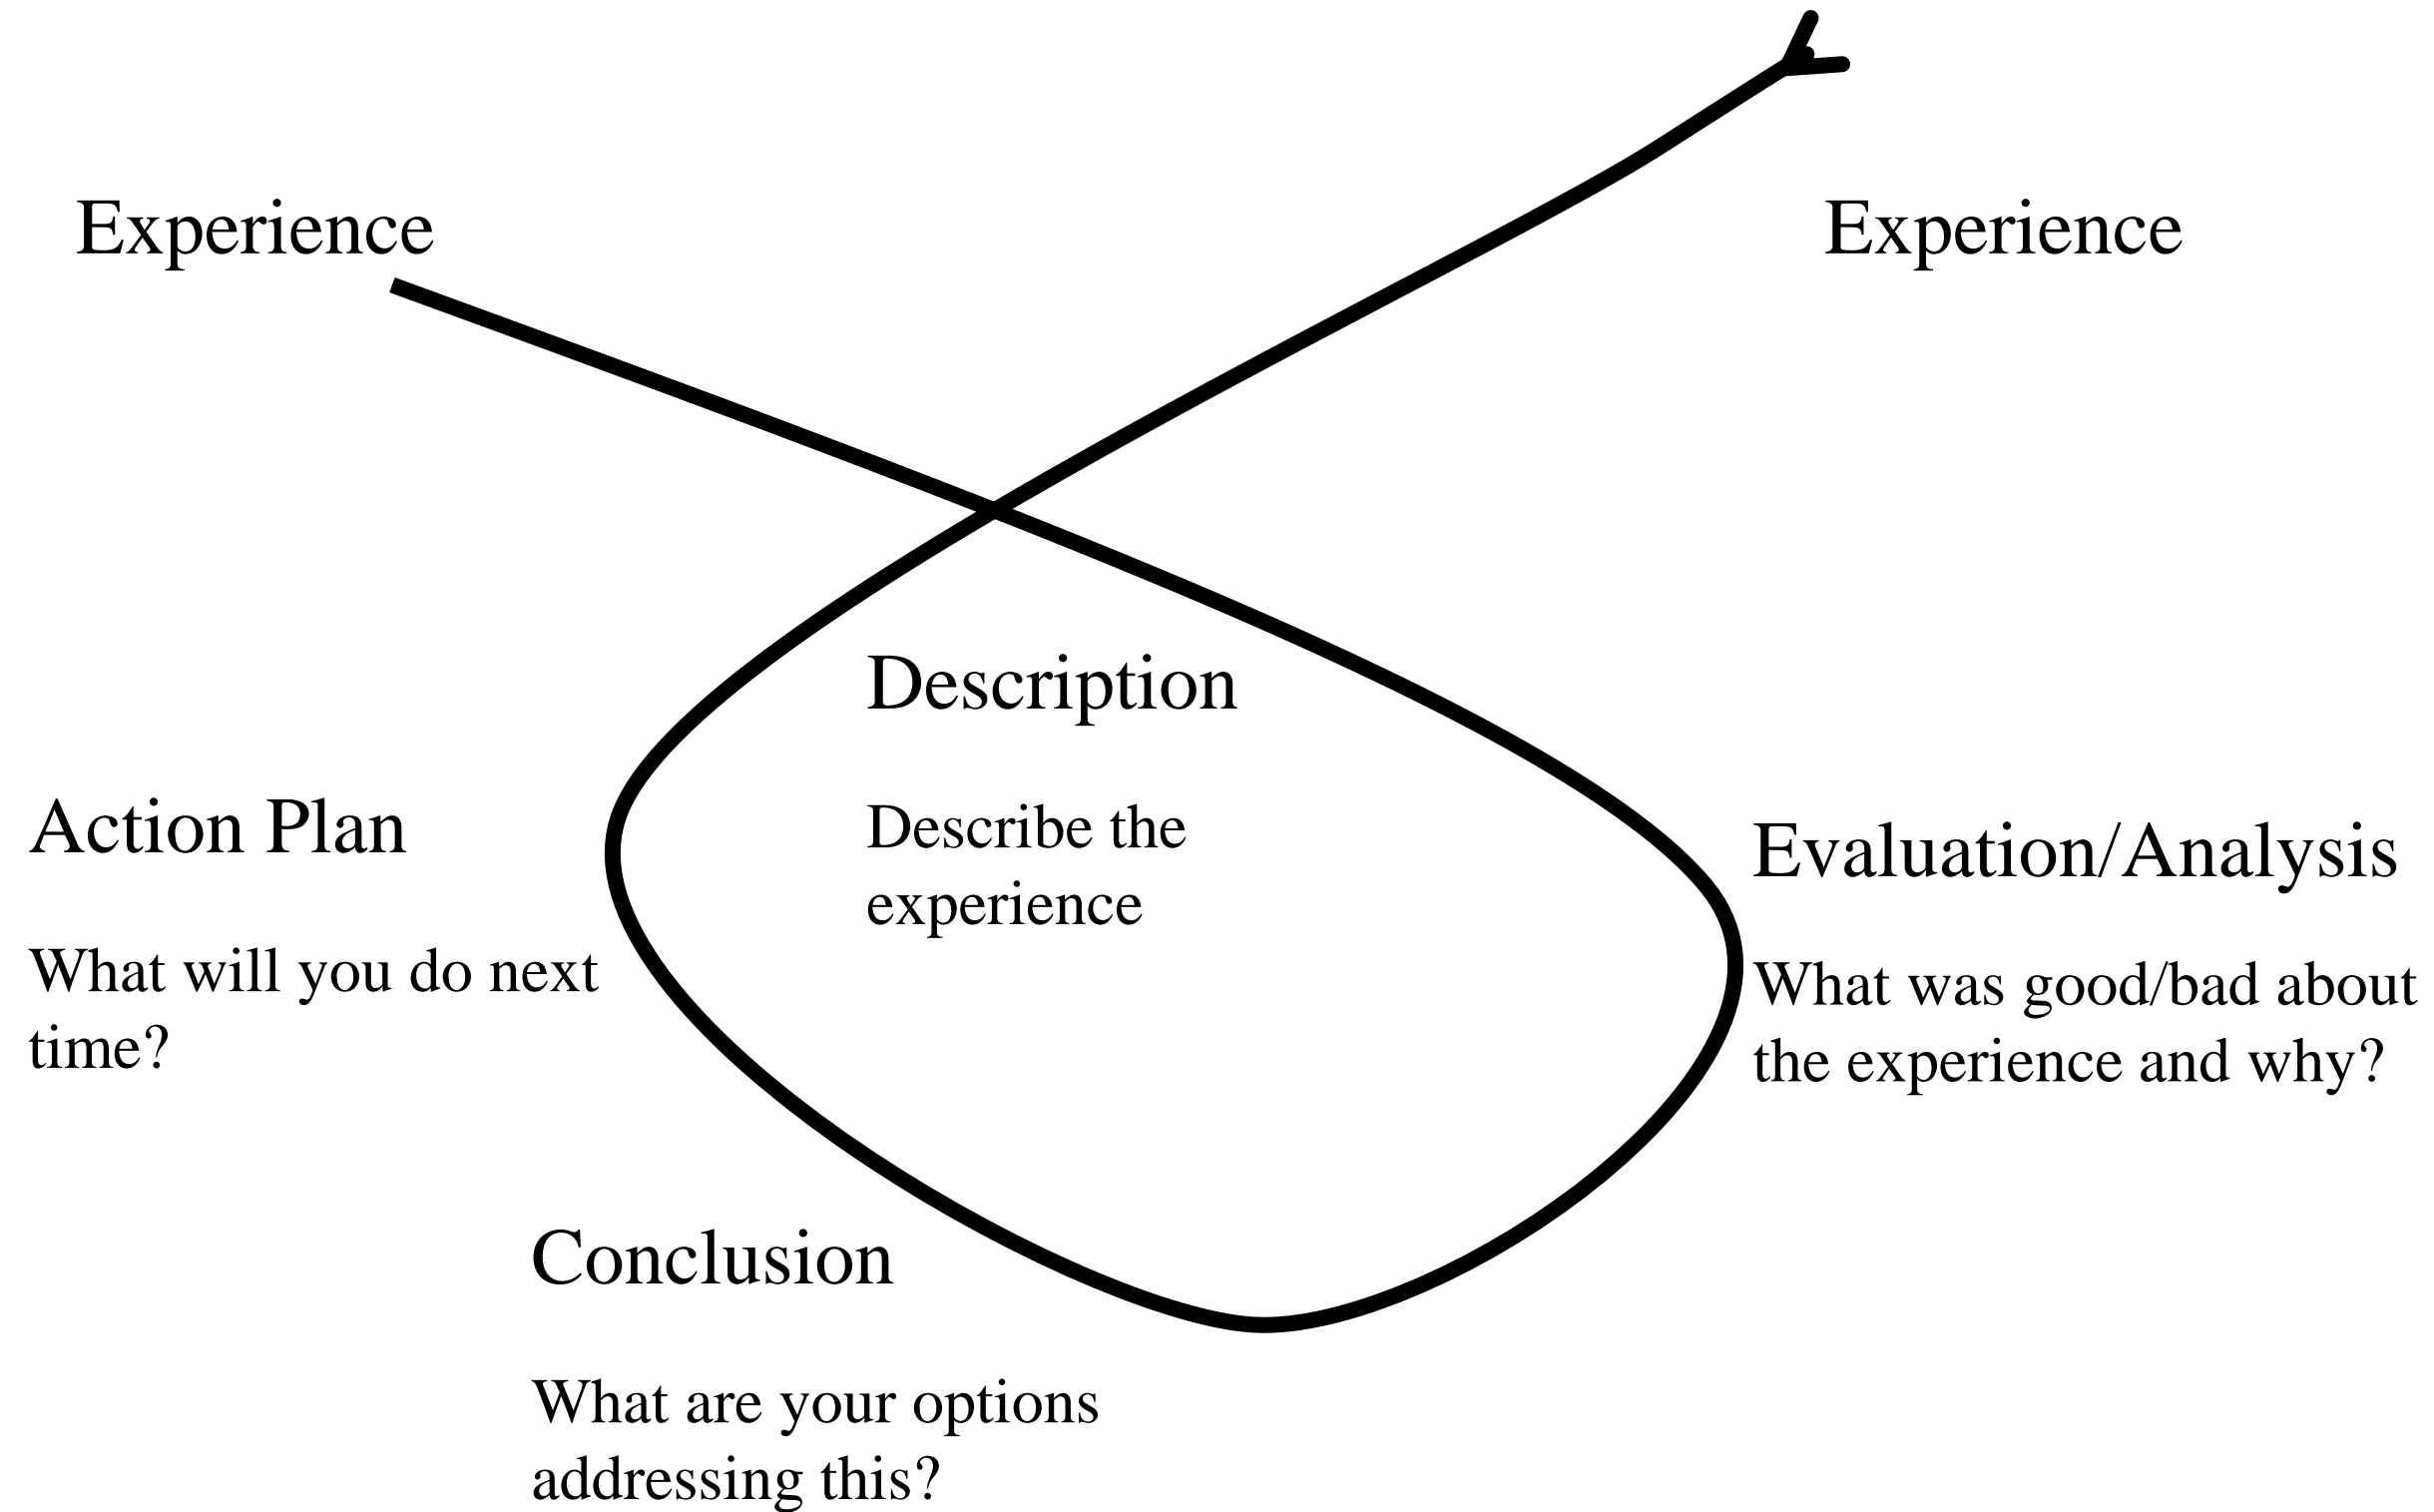 Experience
Experience
Description
Describe the
experience
Action Plan
What will you do next
time?
Evaluation/Analysis
What was good/bad about
the experience and why?
Conclusion
What are your options
addressing this?